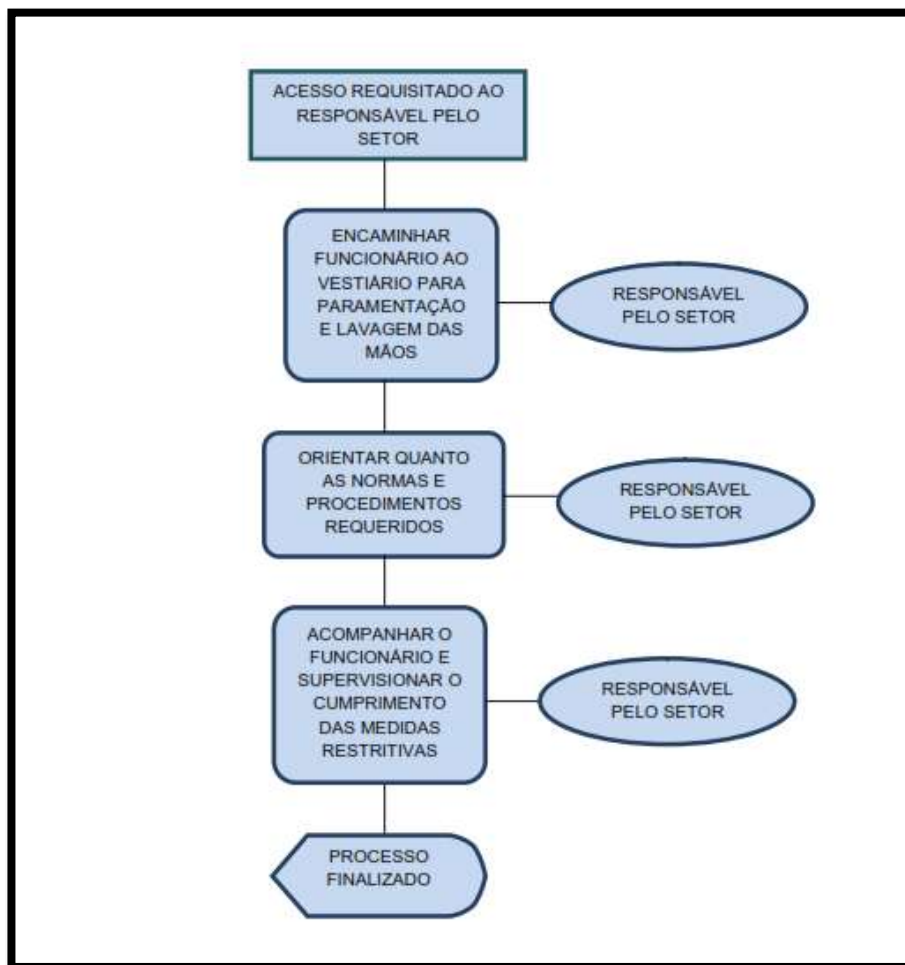 ACESSO REQUISITADO AO
RESPONSÁVEL PELO
SETOR
ENCAMINHAR
FUNCIONÁRIO AO
VESTIÁRIO PARA
PARAMENTAÇÃO
E LAVAGEM DAS
MÃOS
RESPONSÁVEL
PELO SETOR
ORIENTAR QUANTO
AS NORMAS E
PROCEDIMENTOS
REQUERIDOS
RESPONSÁVEL
PELO SETOR
ACOMPANHAR O
FUNCIONÁRIO E
SUPERVISIONAR O
CUMPRIMENTO
DAS MEDIDAS
RESTRITIVAS
RESPONSÁVEL
PELO SETOR
PROCESSO
FINALIZADO